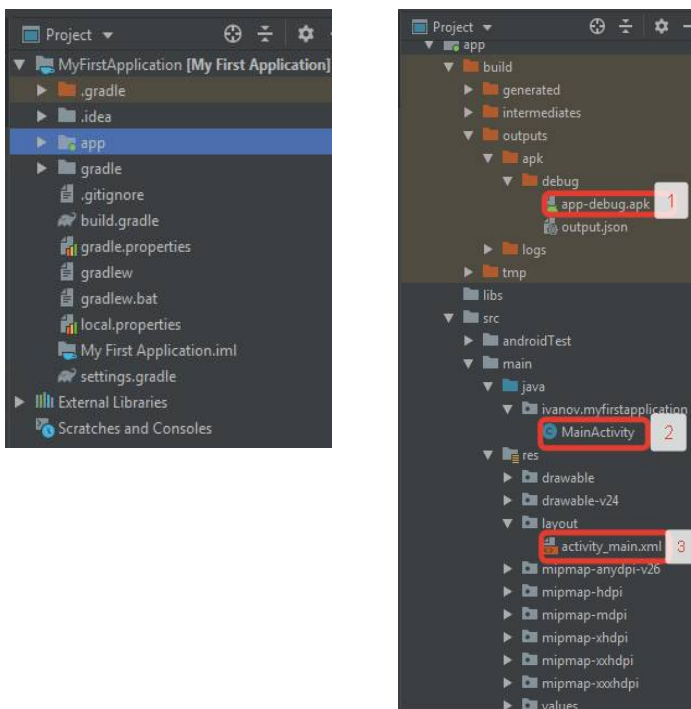 Project
MyFirstApplication [My First Application]
.gradle
.idea
app
gradle
.gitignore
build.gradle
gradle.properties
gradlew
gradlew.bat
local.properties
My First Application.iml
settings.gradle
External Libraries
Scratches and Consoles
Project
app
build
generated
intermediates
outputs
apk
debug
app-debug.apk 1
output.json
logs
tmp
libs
src
androidTest
main
java
ivanov.myfirstapplication
MainActivity 2
res
drawable
drawable-v24
layout
activity_main.xml 3
mipmap-anydpi-v26
mipmap-hdpi
mipmap-mdpi
mipmap-xhdpi
mipmap-xxhdpi
mipmap-xxxhdpi
values